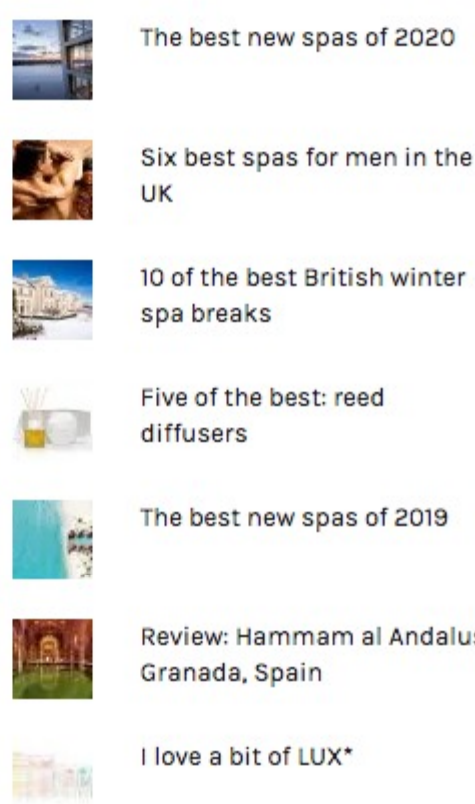 The best new spas of 2020
Six best spas for men in the
UK
10 of the best British winter
spa breaks
Five of the best: reed
diffusers
The best new spas of 2019
Review: Hammam al Andalus
Granada, Spain
I love a bit of LUX*